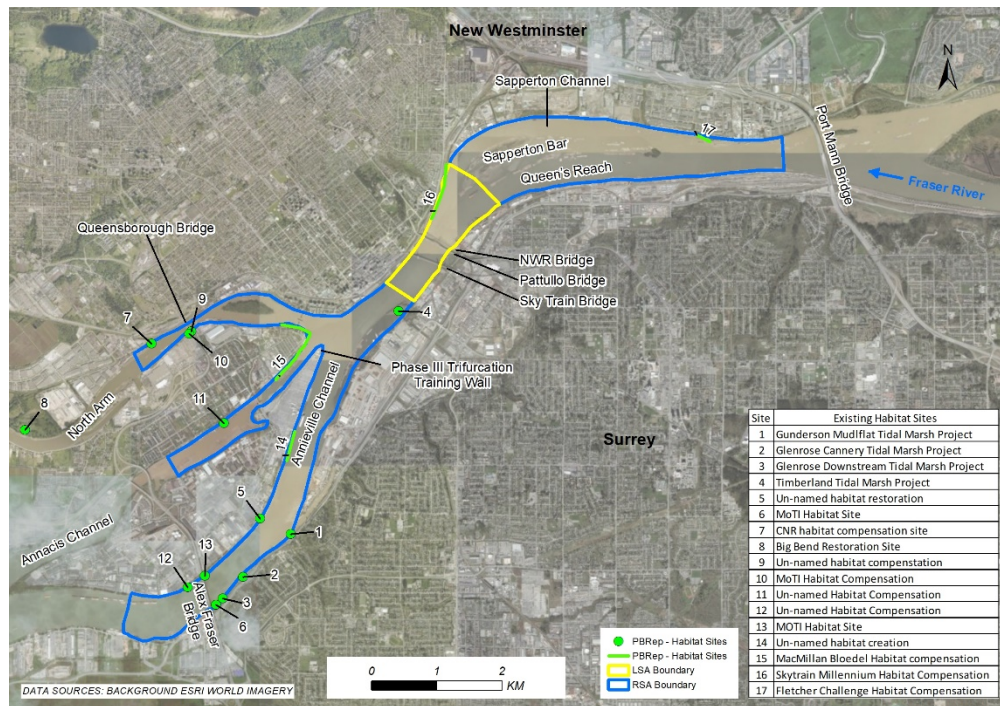 New Westminster
N
Sapperton Channel
17
Port Mann Bridge
Sapperton Bar
Queen's Reach
Fraser River
16
Queensborough Bridge
NWR Bridge
Pattullo Bridge
Sky Train Bridge
9
7
4
10
15
Phase III Trifurcation
Training Wall
11
8
North Arm
Annieville Channel
14
Surrey
5
1
Annacis Channel
13
12
2
3
6
Alex Fraser
Bridge
Site Existing Habitat Sites
1 Gunderson Mudlflat Tidal Marsh Project
2 Glenrose Cannery Tidal Marsh Project
3 Glenrose Downstream Tidal Marsh Project
4 Timberland Tidal Marsh Project
5 Un-named habitat restoration
6 MoTI Habitat Site
7 CNR habitat compensation site
8 Big Bend Restoration Site
9 Un-named habitat compenstation
10 MoTI Habitat Compensation
11 Un-named Habitat Compensation
12 Un-named Habitat Compensation
13 MOTI Habitat Site
14 Un-named habitat creation
15 MacMillan Bloedel Habitat compensation
16 Skytrain Millennium Habitat Compensation
17 Fletcher Challenge Habitat Compensation
PBRep - Habitat Sites
PBRep - Habitat Sites
LSA Boundary
RSA Boundary
0 1 2
KM
DATA SOURCES: BACKGROUND ESRI WORLD IMAGERY